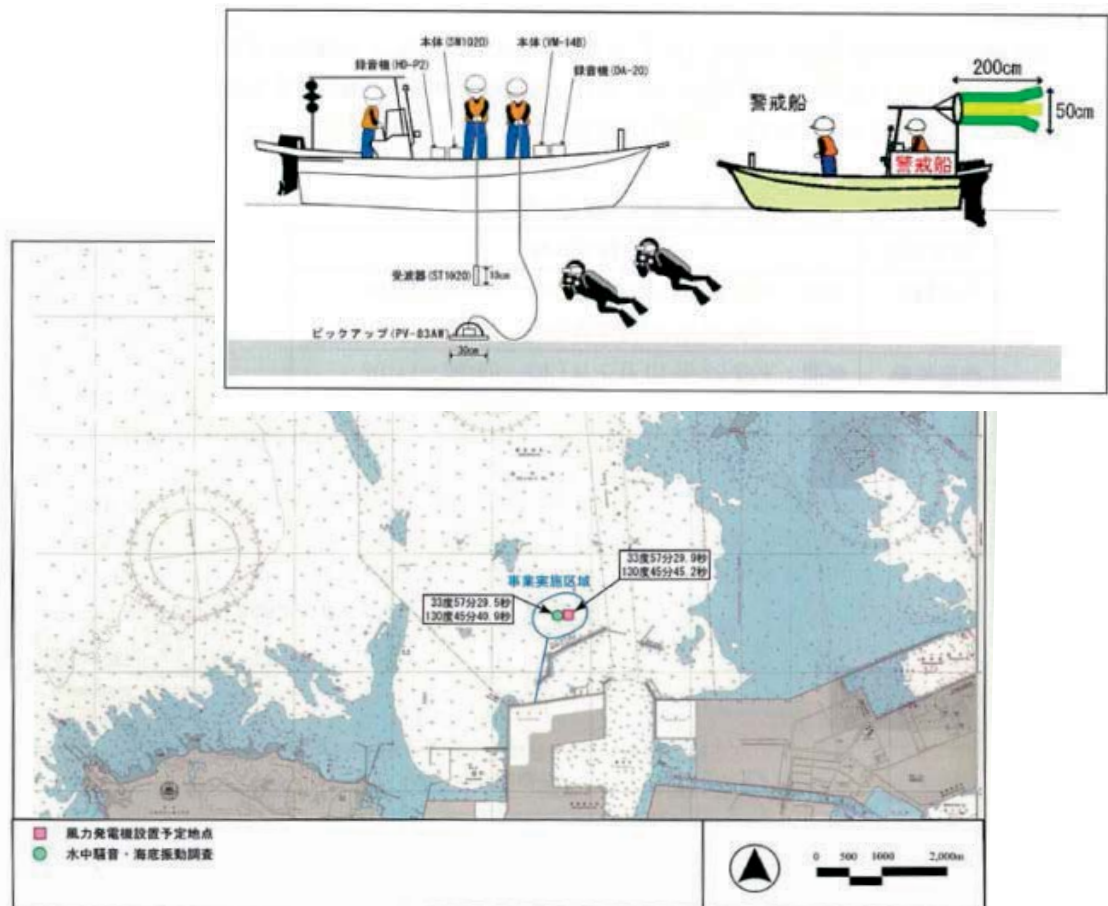 本体(SW1020)
本体(VM-14B)
録音機(HD-P2)
録音機(DA-20)
200cm
50cm
警戒船
警戒船
受波器(ST1020)
10cm
ピックアップ(PV-83AW)
30cm
事業実施区域
33度57分29.9秒
130度45分45.2秒
33度57分29.5秒
130度45分40.9秒
風力発電機設置予定地点
水中騒音・海底振動調査
0 500 1000 2,000m